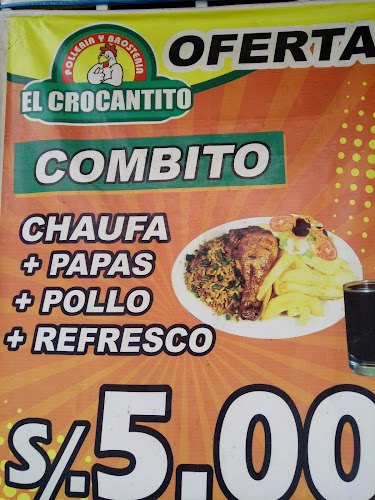 POLLERIA Y BROSTERIA
EL CROCANTITO
OFERTA
COMBITO
CHAUFA
+ PAPAS
+ POLLO
+ REFRESCO
S/.5.00